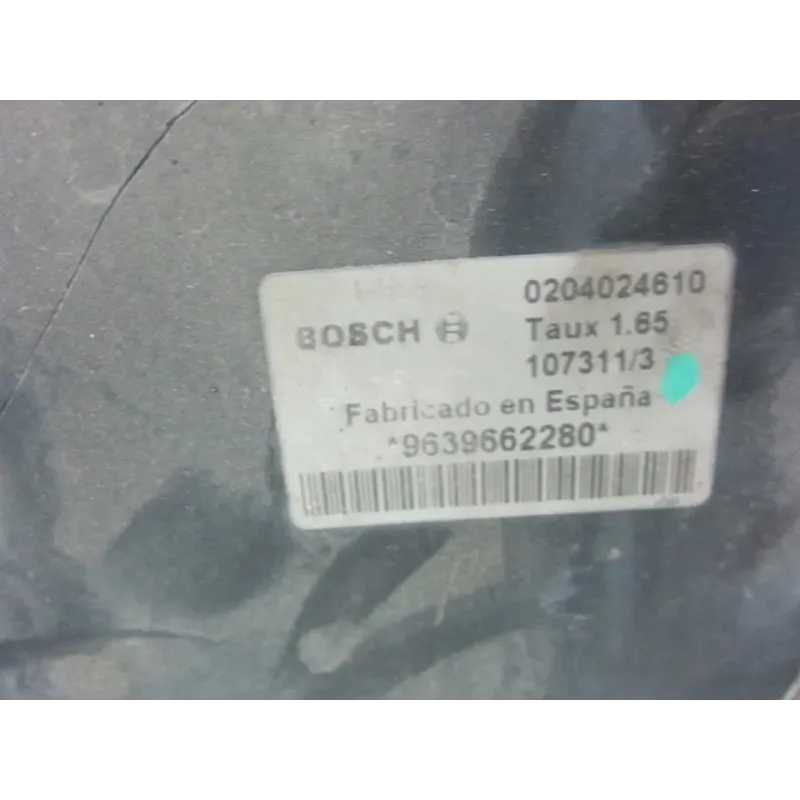 0204024610
BOSCH
Taux 1.65
107311/3
Fabricado en España
*9639662280*